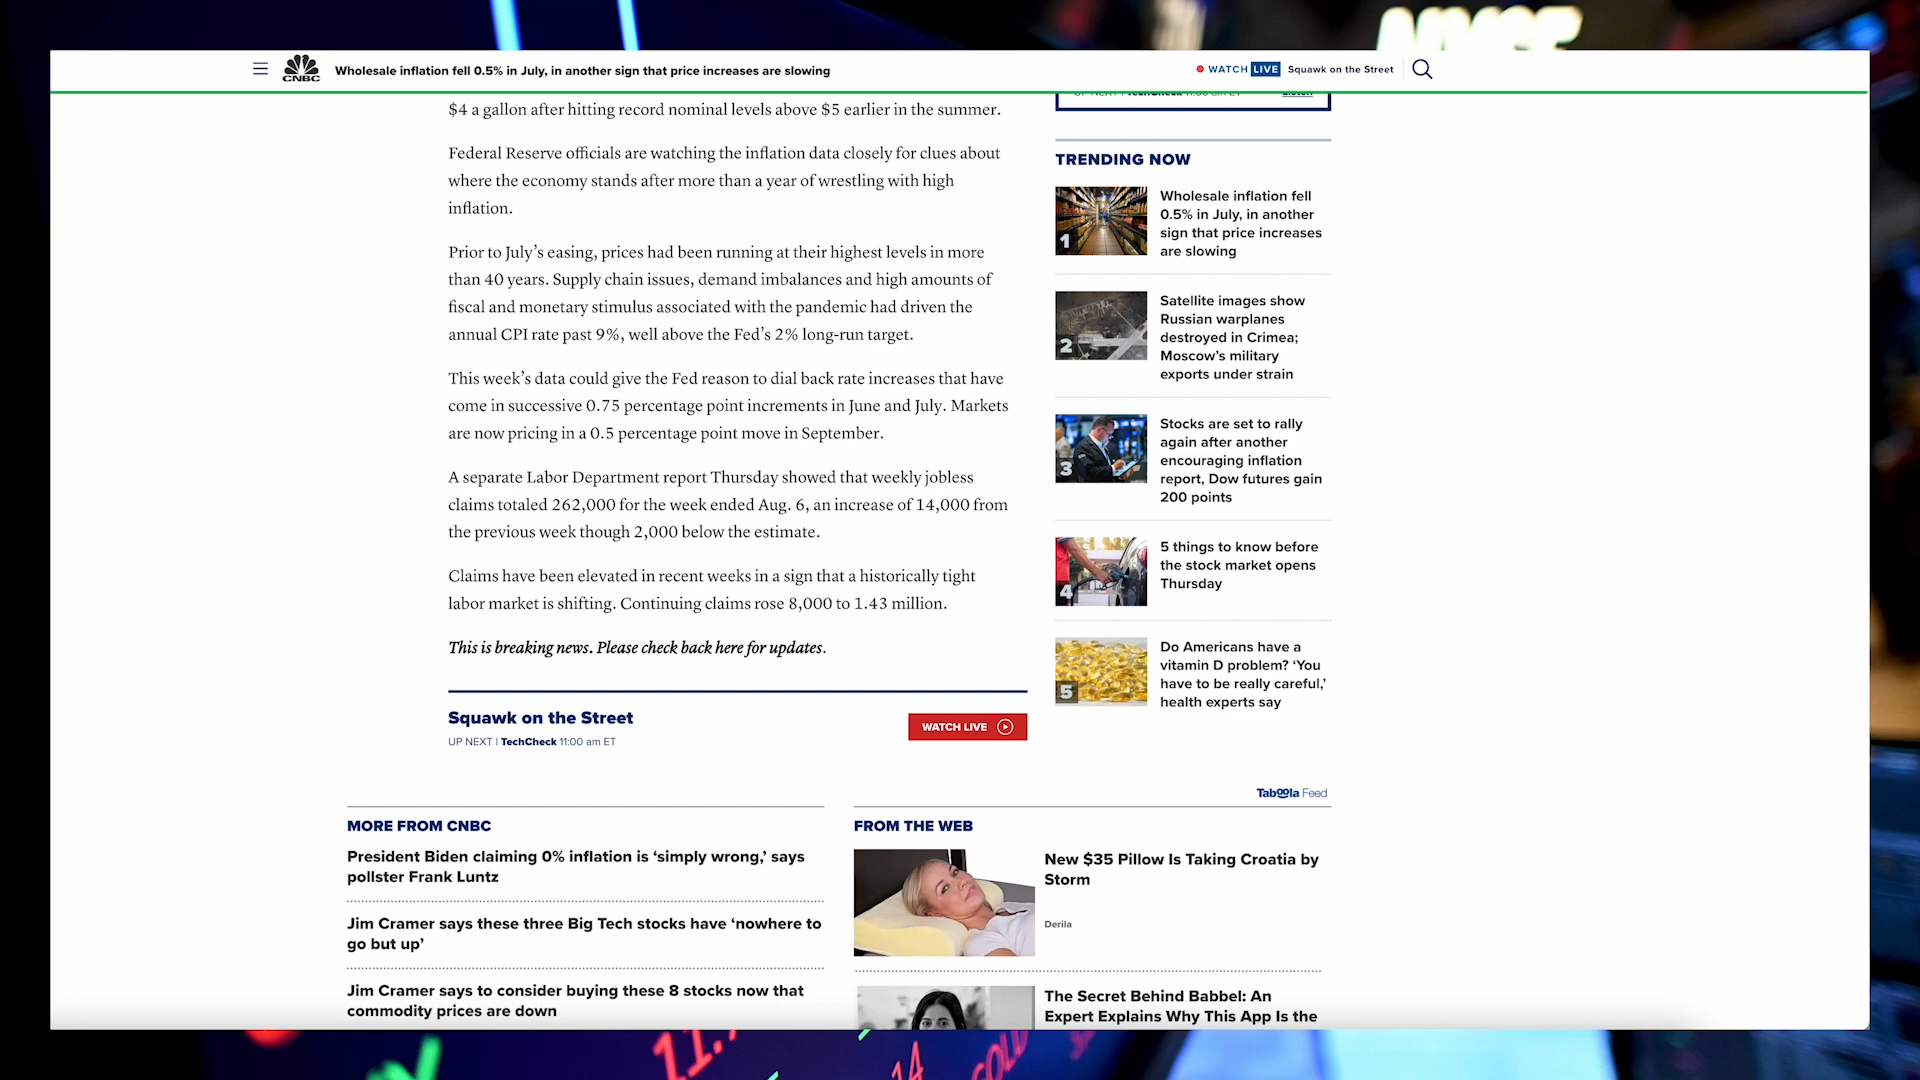 NYSE
CNBC
Wholesale inflation fell 0.5% in July, in another sign that price increases are slowing
WATCH LIVE Squawk on the Street
$4 a gallon after hitting record nominal levels above $5 earlier in the summer.
Federal Reserve officials are watching the inflation data closely for clues about
where the economy stands after more than a year of wrestling with high
inflation.
Prior to July’s easing, prices had been running at their highest levels in more
than 40 years. Supply chain issues, demand imbalances and high amounts of
fiscal and monetary stimulus associated with the pandemic had driven the
annual CPI rate past 9%, well above the Fed’s 2% long-run target.
This week’s data could give the Fed reason to dial back rate increases that have
come in successive 0.75 percentage point increments in June and July. Markets
are now pricing in a 0.5 percentage point move in September.
A separate Labor Department report Thursday showed that weekly jobless
claims totaled 262,000 for the week ended Aug. 6, an increase of 14,000 from
the previous week though 2,000 below the estimate.
Claims have been elevated in recent weeks in a sign that a historically tight
labor market is shifting. Continuing claims rose 8,000 to 1.43 million.
This is breaking news. Please check back here for updates.
Squawk on the Street
WATCH LIVE
UP NEXT | TechCheck 11:00 am ET
TRENDING NOW
1
Wholesale inflation fell
0.5% in July, in another
sign that price increases
are slowing
2
Satellite images show
Russian warplanes
destroyed in Crimea;
Moscow’s military
exports under strain
3
Stocks are set to rally
again after another
encouraging inflation
report, Dow futures gain
200 points
4
5 things to know before
the stock market opens
Thursday
5
Do Americans have a
vitamin D problem? ‘You
have to be really careful,’
health experts say
Taboola Feed
MORE FROM CNBC
President Biden claiming 0% inflation is ‘simply wrong,’ says
pollster Frank Luntz
Jim Cramer says these three Big Tech stocks have ‘nowhere to
go but up’
Jim Cramer says to consider buying these 8 stocks now that
commodity prices are down
FROM THE WEB
New $35 Pillow Is Taking Croatia by
Storm
Derila
The Secret Behind Babbel: An
Expert Explains Why This App Is the
14
GOLD